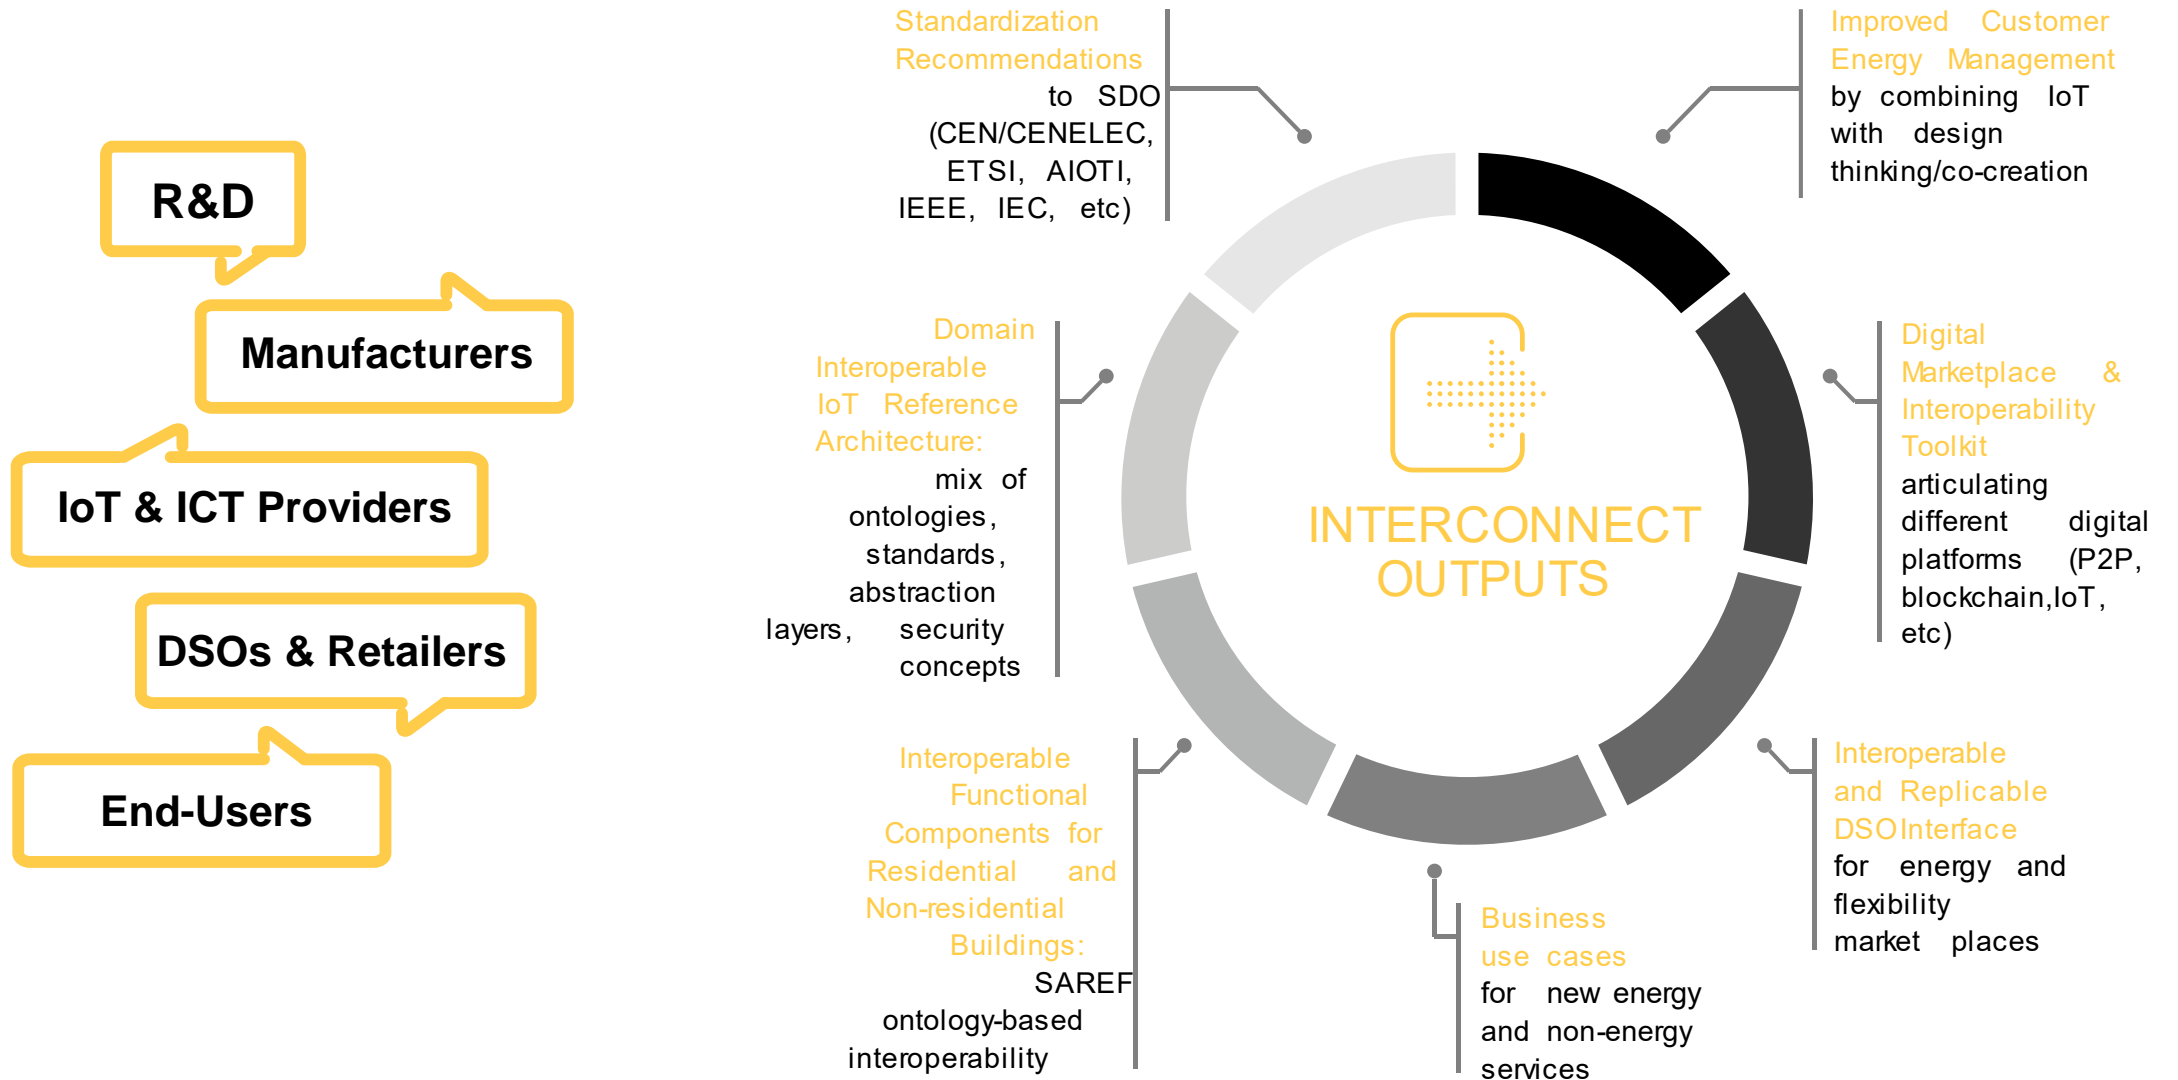 R&D
Manufacturers
IoT & ICT Providers
DSOs & Retailers
End-Users
Standardization
Recommendations
to SDO
(CEN/CENELEC,
ETSI, AIOTI,
IEEE, IEC, etc)
Domain
Interoperable
IoT Reference
Architecture:
mix of
ontologies,
standards,
abstraction
layers, security
concepts
Interoperable
Functional
Components for
Residential and
Non-residential
Buildings:
SAREF
ontology-based
interoperability
INTERCONNECT
OUTPUTS
Improved Customer
Energy Management
by combining IoT
with design
thinking/co-creation
Digital
Marketplace &
Interoperability
Toolkit
articulating
different digital
platforms (P2P,
blockchain,IoT,
etc)
Interoperable
and Replicable
DSOInterface
for energy and
flexibility
market places
Business
use cases
for new energy
and non-energy
services